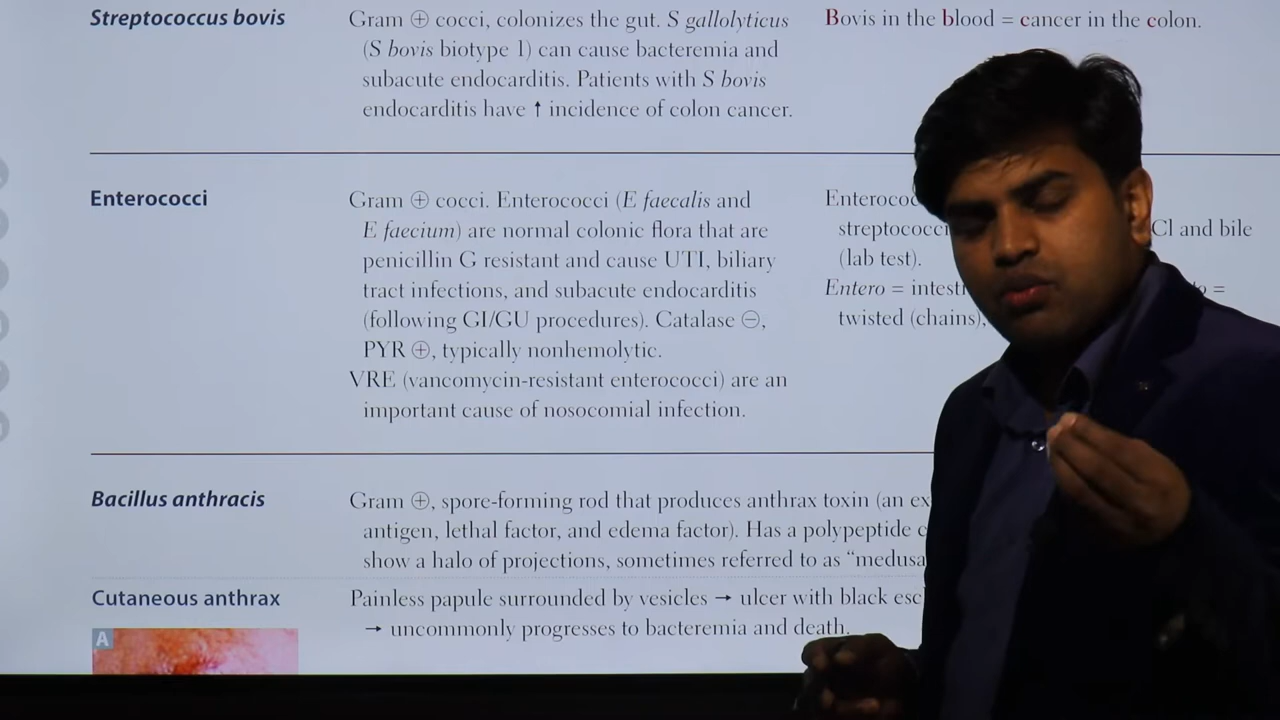 Streptococcus bovis
Gram ⊕ cocci, colonizes the gut. S gallolyticus
(S bovis biotype 1) can cause bacteremia and
subacute endocarditis. Patients with S bovis
endocarditis have ↑ incidence of colon cancer.
Bovis in the blood = cancer in the colon.
Enterococci
Gram ⊕ cocci. Enterococci (E faecalis and
E faecium) are normal colonic flora that are
penicillin G resistant and cause UTI, biliary
tract infections, and subacute endocarditis
(following GI/GU procedures). Catalase ⊖,
PYR ⊕, typically nonhemolytic.
VRE (vancomycin-resistant enterococci) are an
important cause of nosocomial infection.
Cl and bile
(lab test).
Entero = =
twisted (chains),
Bacillus anthracis
Gram ⊕, spore-forming rod that produces anthrax toxin (an
antigen, lethal factor, and edema factor). Has a polypeptide
show a halo of projections, sometimes referred to as “medusa
Cutaneous anthrax
Painless papule surrounded by vesicles → ulcer with black
→ uncommonly progresses to bacteremia and death.
A